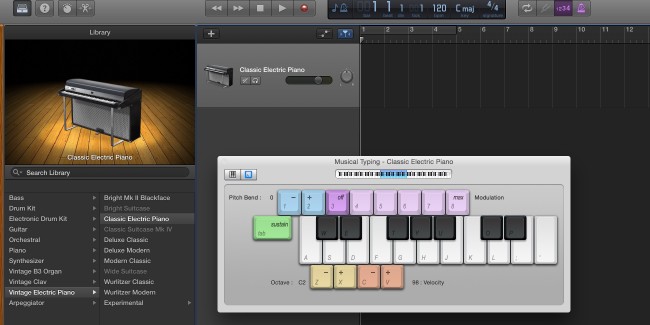 1 1 1 1 120 C maj 4/4
signature
1 2 3 4 5 6 7 8 9 10 11 12
Library
Classic Electric Piano
Classic Electric Piano
Search Library
Bass
Drum Kit
Electronic Drum Kit
Guitar
Orchestral
Piano
Synthesizer
Vintage B3 Organ
Vintage Clav
Vintage Electric Piano
Arpeggiator
Bright Mk II Blackface
Bright Suitcase
Classic Electric Piano
Classic Suitcase Mk IV
Deluxe Classic
Deluxe Modern
Modern Classic
Wide Suitcase
Wurlitzer Classic
Wurlitzer Modern
Experimental
Musical Typing - Classic Electric Piano
Pitch Bend : 0 − + off max Modulation
1 2 3 4 5 6 7 8
sustain
tab
W E T Y U O P
A S D F G H J K L ; '
− + − +
Octave : C2 Z X C V 98 : Velocity